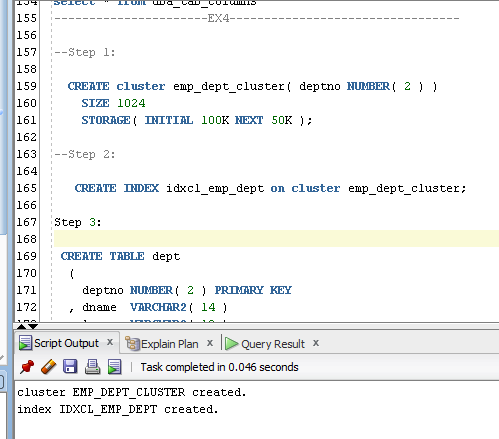 154 select * from dba_tab_columns
155 ----------------------EX4---------------------------------
156
157 --Step 1:
158
159 CREATE cluster emp_dept_cluster( deptno NUMBER( 2 ) )
160 SIZE 1024
161 STORAGE( INITIAL 100K NEXT 50K );
162
163 --Step 2:
164
165 CREATE INDEX idxcl_emp_dept on cluster emp_dept_cluster;
166
167 Step 3:
168
169 CREATE TABLE dept
170 (
171 deptno NUMBER( 2 ) PRIMARY KEY
172 , dname VARCHAR2( 14 )
Script Output x Explain Plan x Query Result x
Task completed in 0.046 seconds
cluster EMP_DEPT_CLUSTER created.
index IDXCL_EMP_DEPT created.